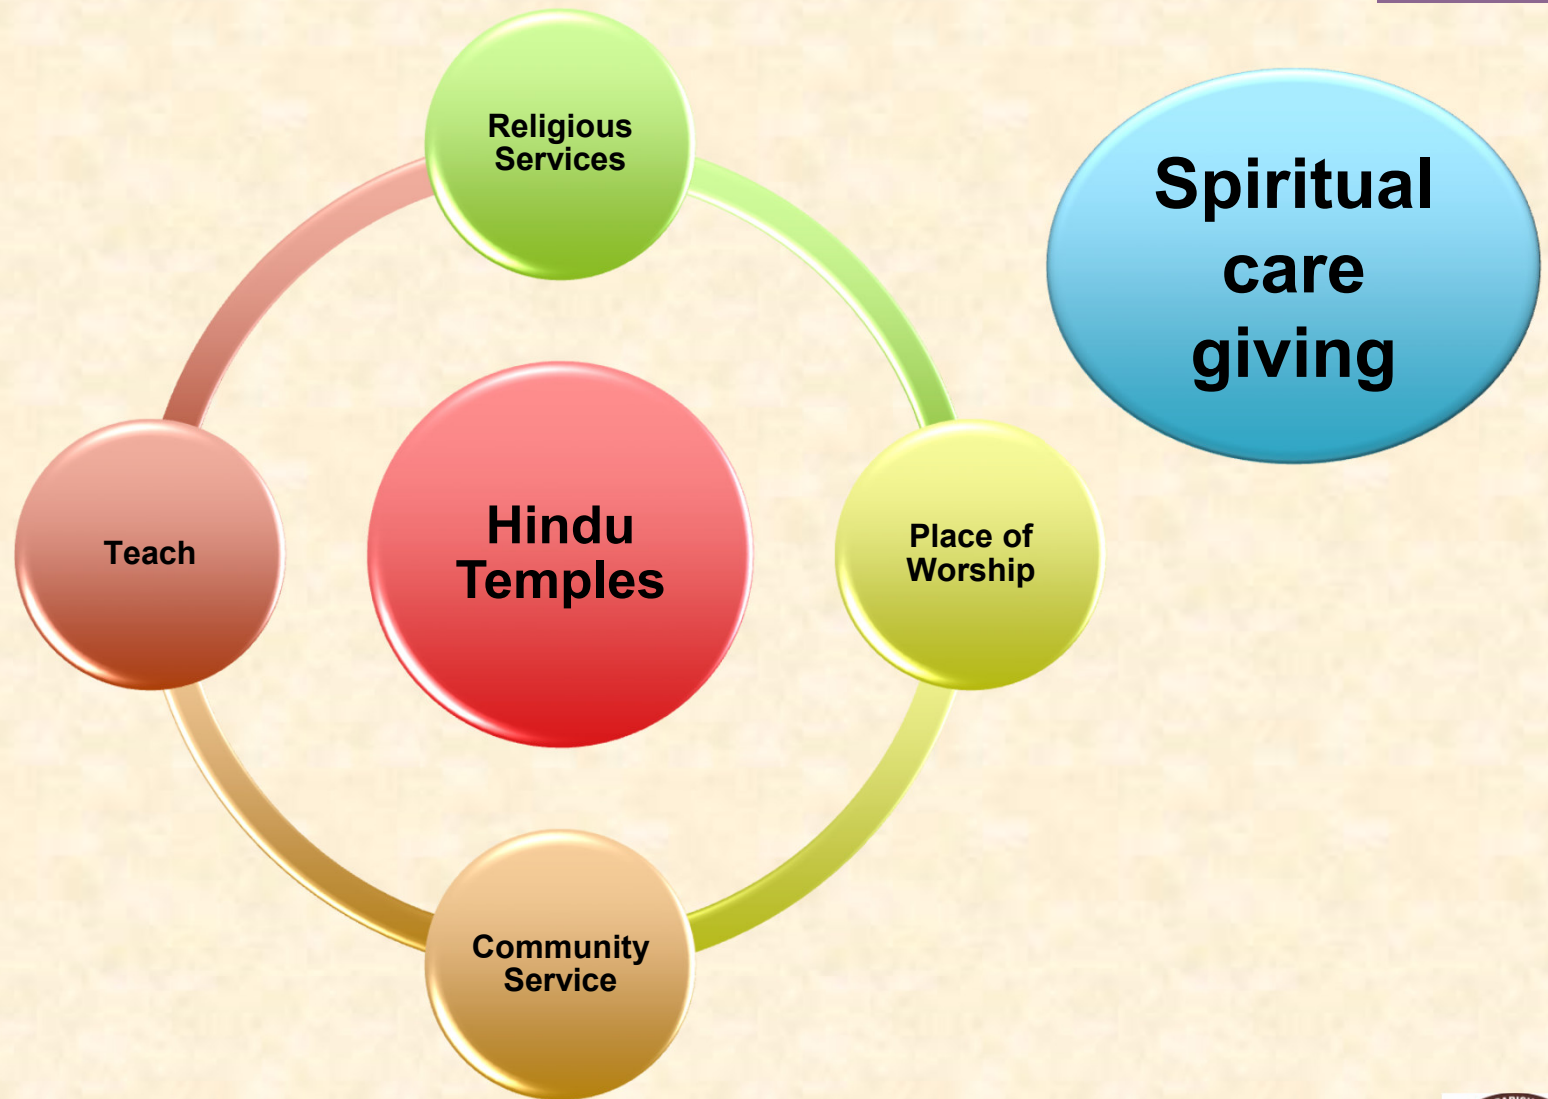 Religious
Services
Spiritual
care
giving
Hindu
Temples
Teach
Place of
Worship
Community
Service